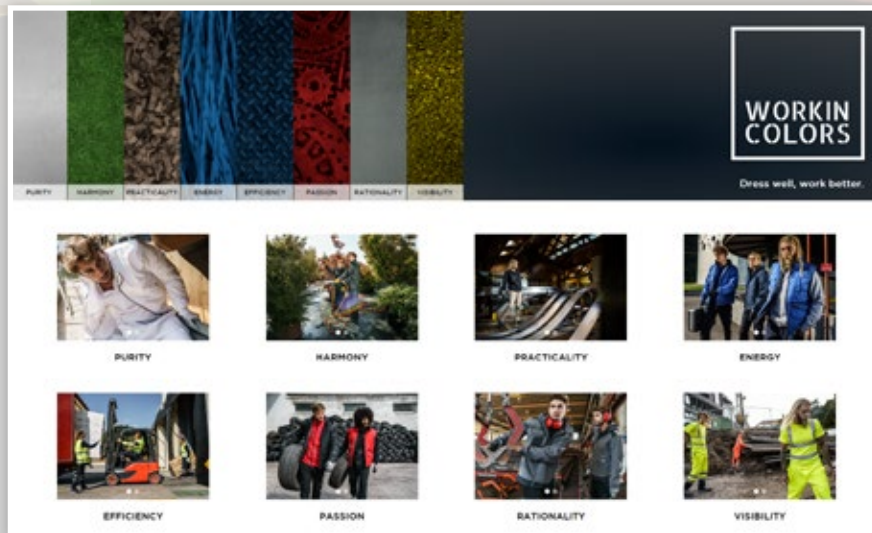 WORKIN
COLORS
Dress well, work better.
PURITY HARMONY PRACTICALITY ENERGY EFFICIENCY PASSION RATIONALITY VISIBILITY
PURITY HARMONY PRACTICALITY ENERGY
EFFICIENCY PASSION RATIONALITY VISIBILITY